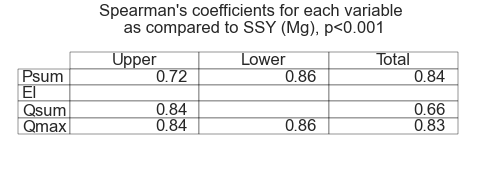 Spearman's coefficients for each variable
as compared to SSY (Mg), p<0.001
Upper Lower Total
Psum 0.72 0.86 0.84
EI
Qsum 0.84 0.66
Qmax 0.84 0.86 0.83